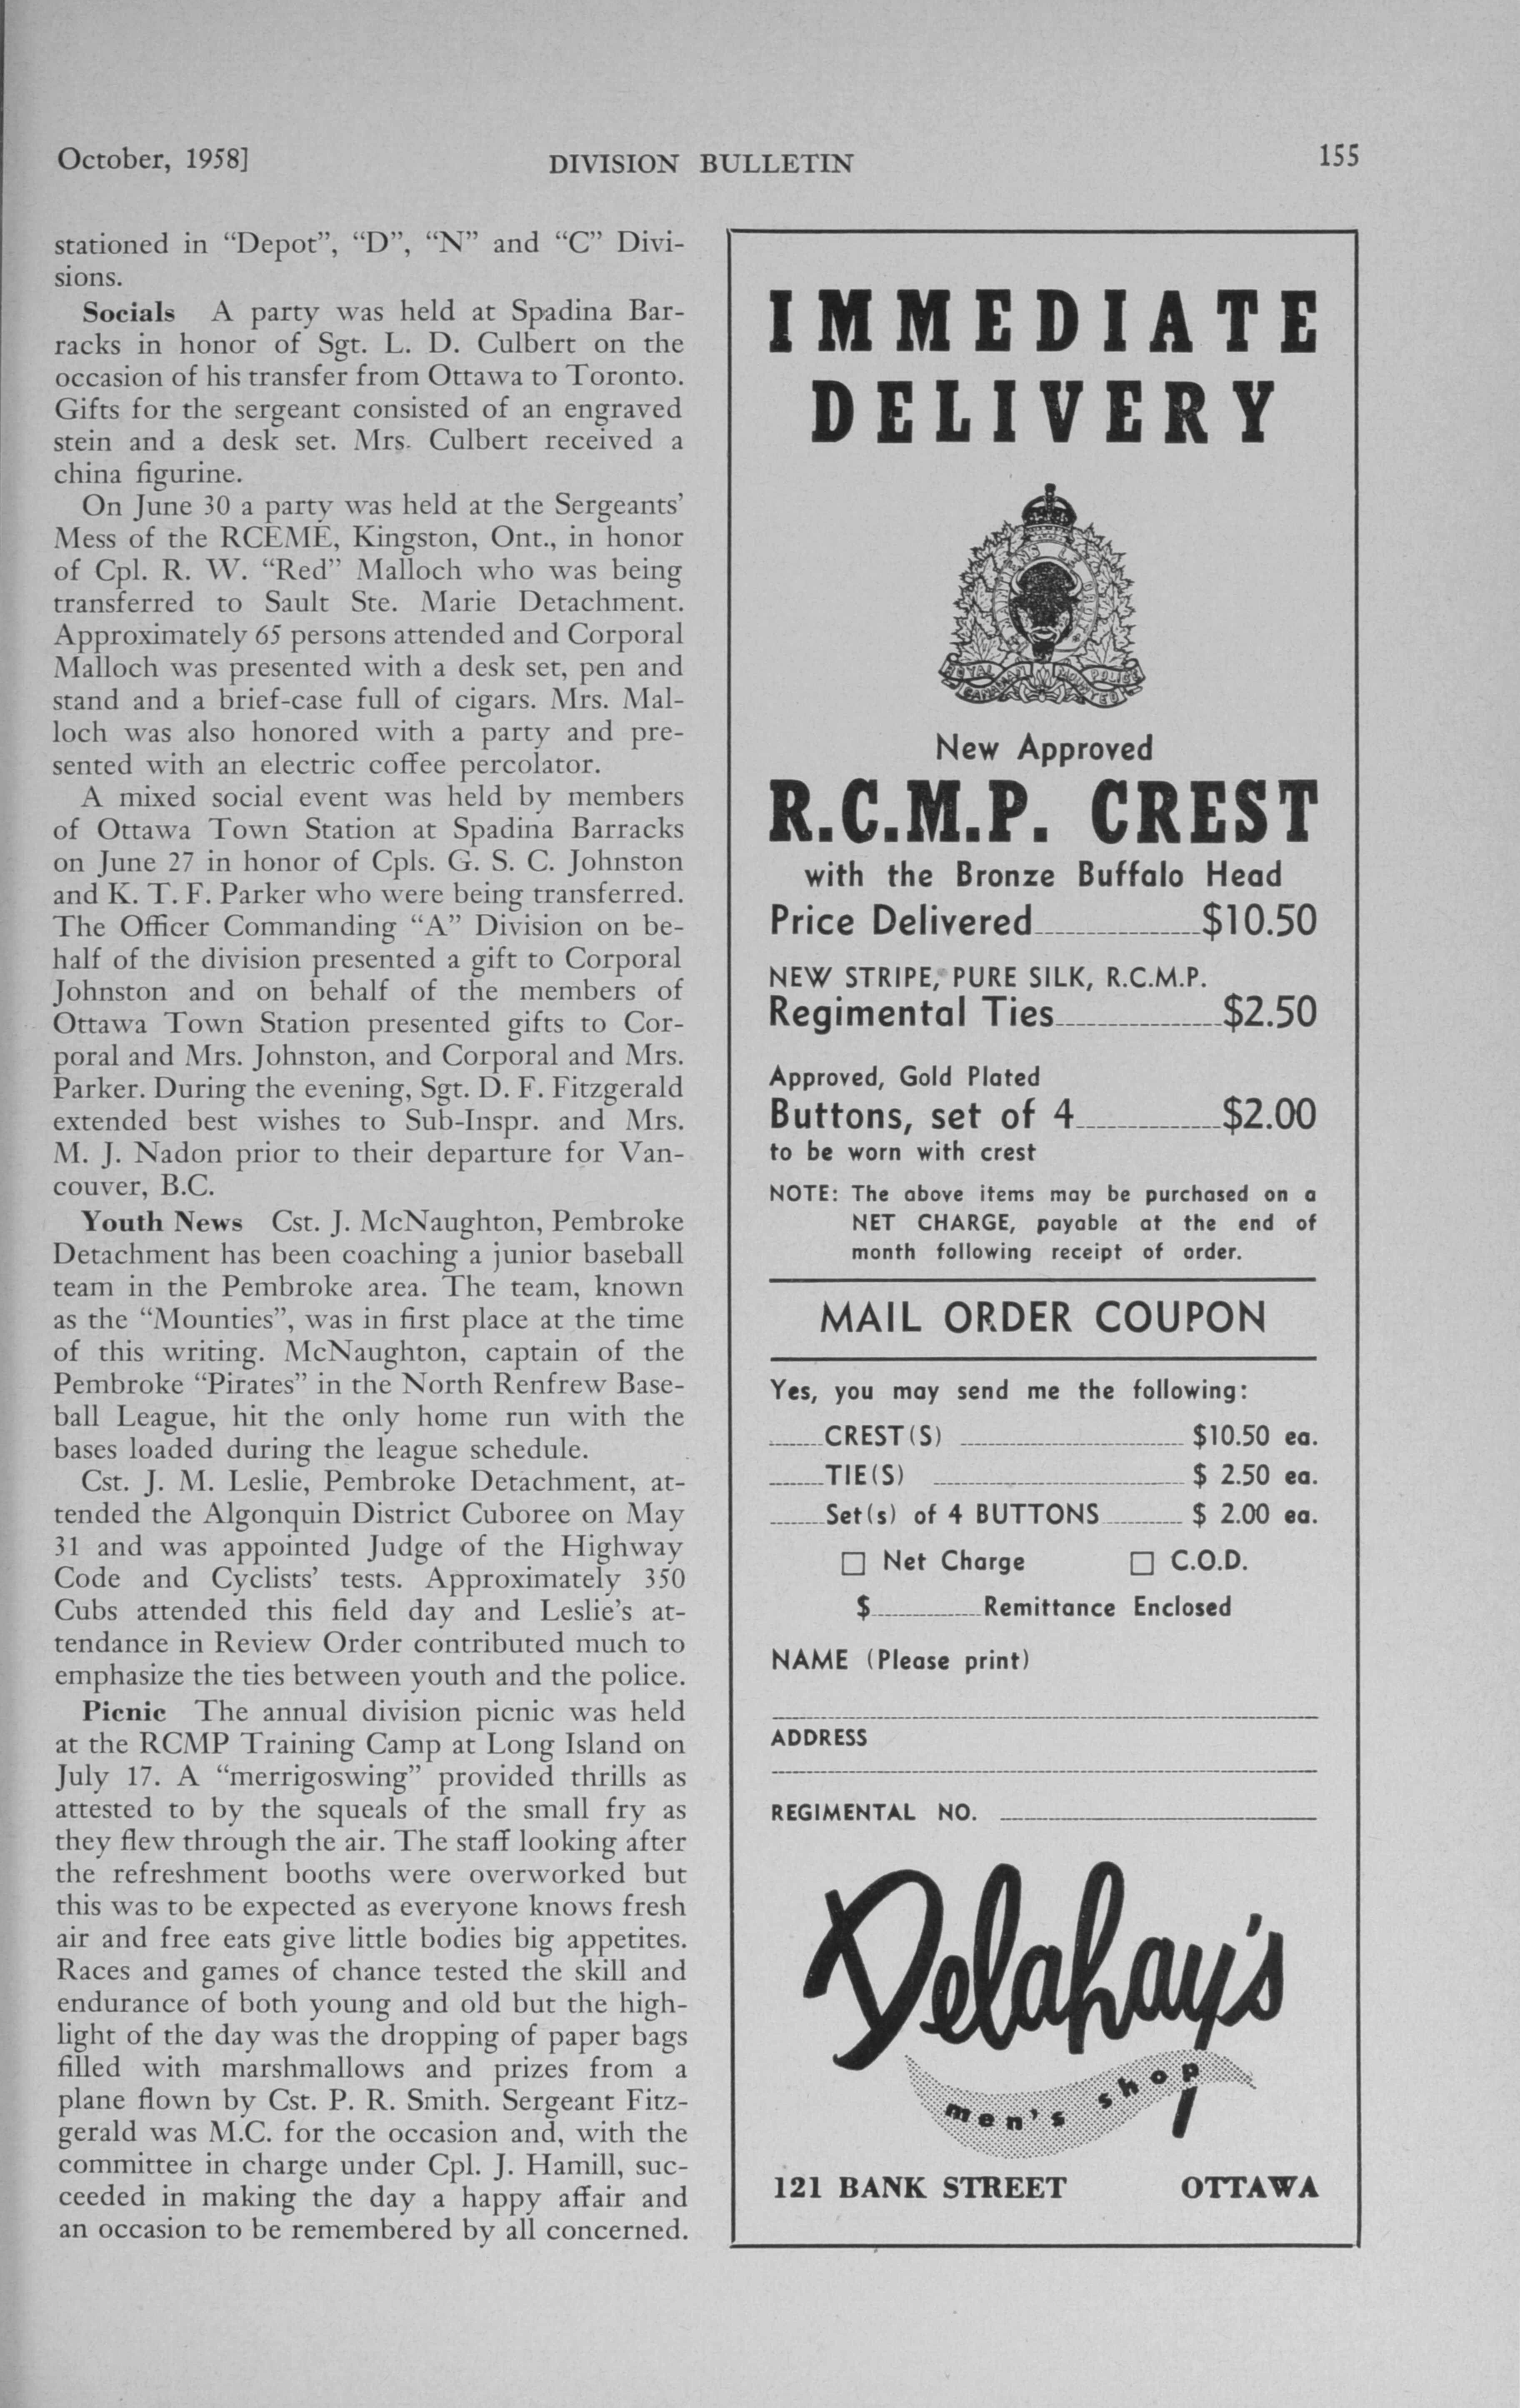 October, 1958]
DIVISION BULLETIN
155
stationed in “Depot”, “D”, “N” and “C” Divi-
sions.
Socials A party was held at Spadina Bar-
racks in honor of Sgt. L. D. Culbert on the
occasion of his transfer from Ottawa to Toronto.
Gifts for the sergeant consisted of an engraved
stein and a desk set. Mrs. Culbert received a
china figurine.
On June 30 a party was held at the Sergeants’
Mess of the RCEME, Kingston, Ont., in honor
of Cpl. R. W. “Red” Malloch who was being
transferred to Sault Ste. Marie Detachment.
Approximately 65 persons attended and Corporal
Malloch was presented with a desk set, pen and
stand and a brief-case full of cigars. Mrs. Mal-
loch was also honored with a party and pre-
sented with an electric coffee percolator.
A mixed social event was held by members
of Ottawa Town Station at Spadina Barracks
on June 27 in honor of Cpls. G. S. C. Johnston
and K. T. F. Parker who were being transferred.
The Officer Commanding “A” Division on be-
half of the division presented a gift to Corporal
Johnston and on behalf of the members of
Ottawa Town Station presented gifts to Cor-
poral and Mrs. Johnston, and Corporal and Mrs.
Parker. During the evening, Sgt. D. F. Fitzgerald
extended best wishes to Sub-Inspr. and Mrs.
M. J. Nadon prior to their departure for Van-
couver, B.C.
Youth News Cst. J. McNaughton, Pembroke
Detachment has been coaching a junior baseball
team in the Pembroke area. The team, known
as the “Mounties”, was in first place at the time
of this writing. McNaughton, captain of the
Pembroke “Pirates” in the North Renfrew Base-
ball League, hit the only home run with the
bases loaded during the league schedule.
Cst. J. M. Leslie, Pembroke Detachment, at-
tended the Algonquin District Cuboree on May
31 and was appointed Judge of the Highway
Code and Cyclists’ tests. Approximately 350
Cubs attended this field day and Leslie’s at-
tendance in Review Order contributed much to
emphasize the ties between youth and the police.
Picnic The annual division picnic was held
at the RCMP Training Camp at Long Island on
July 17. A “merrigoswing” provided thrills as
attested to by the squeals of the small fry as
they flew through the air. The staff looking after
the refreshment booths were overworked but
this was to be expected as everyone knows fresh
air and free eats give little bodies big appetites.
Races and games of chance tested the skill and
endurance of both young and old but the high-
light of the day was the dropping of paper bags
filled with marshmallows and prizes from a
plane flown by Cst. P. R. Smith. Sergeant Fitz-
gerald was M.C. for the occasion and, with the
committee in charge under Cpl. J. Hamill, suc-
ceeded in making the day a happy affair and
an occasion to be remembered by all concerned.
IMMEDIATE
DELIVERY
ROYAL CANADIAN MOUNTED POLICE
New Approved
R.C.M.P. CREST
with the Bronze Buffalo Head
Price Delivered $10.50
NEW STRIPE, PURE SILK, R.C.M.P.
Regimental Ties $2.50
Approved, Gold Plated
Buttons, set of 4 $2.00
to be worn with crest
NOTE: The above items may be purchased on a
NET CHARGE, payable at the end of
month following receipt of order.
MAIL ORDER COUPON
Yes, you may send me the following:
CREST(S) $10.50 ea.
TIE(S) $ 2.50 ea.
Set(s) of 4 BUTTONS $ 2.00 ea.
☐ Net Charge ☐ C.O.D.
$ Remittance Enclosed
NAME (Please print)
ADDRESS
REGIMENTAL NO.
Delahay's
men's shop
121 BANK STREET OTTAWA